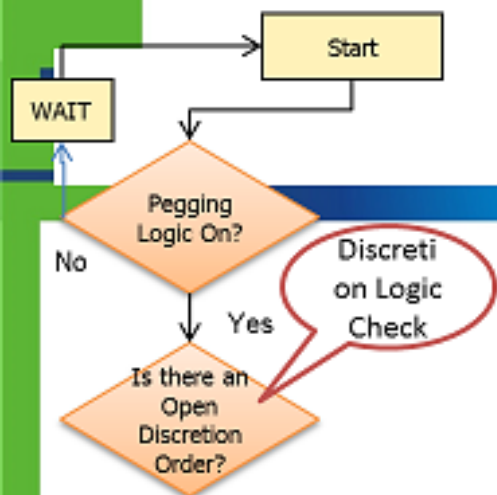 Start
WAIT
Pegging
Logic On?
No
Discreti
on Logic
Check
Yes
Is there an
Open
Discretion
Order?